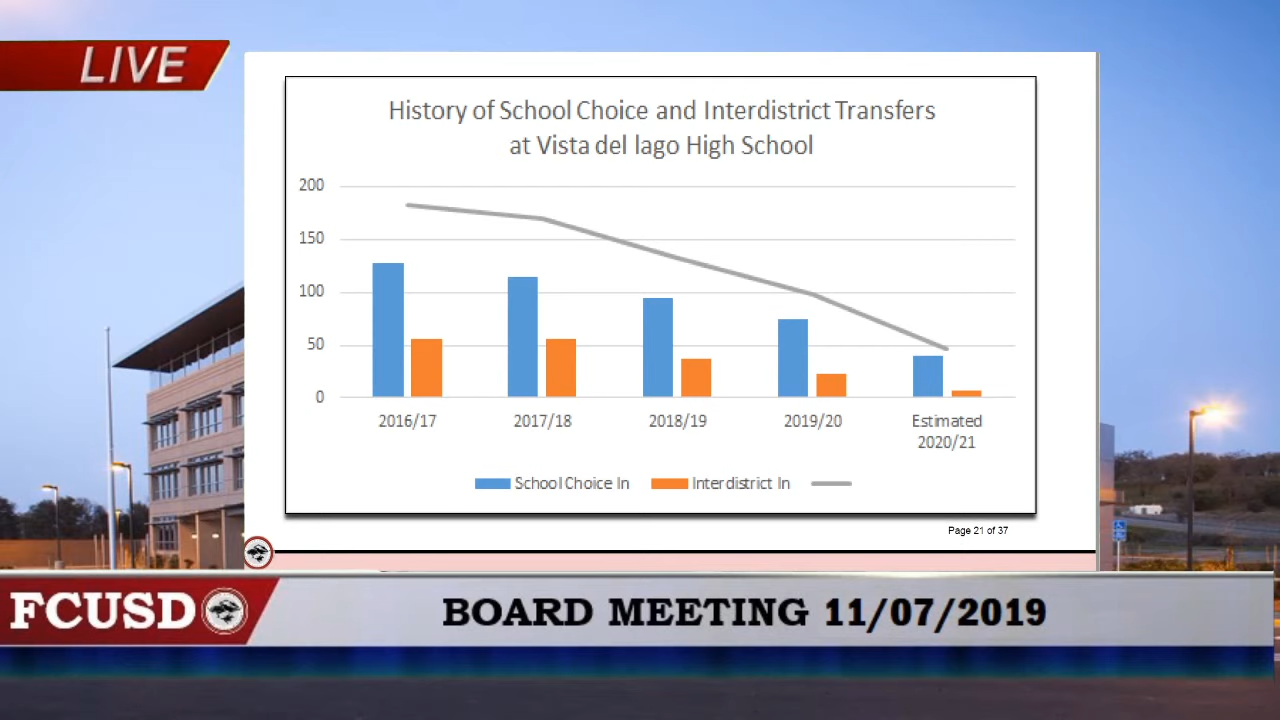 LIVE
History of School Choice and Interdistrict Transfers
at Vista del lago High School
200
150
100
50
0
2016/17
2017/18
2018/19
2019/20
Estimated
2020/21
School Choice In
Interdistrict In
Page 21 of 37
FCUSD
BOARD MEETING 11/07/2019